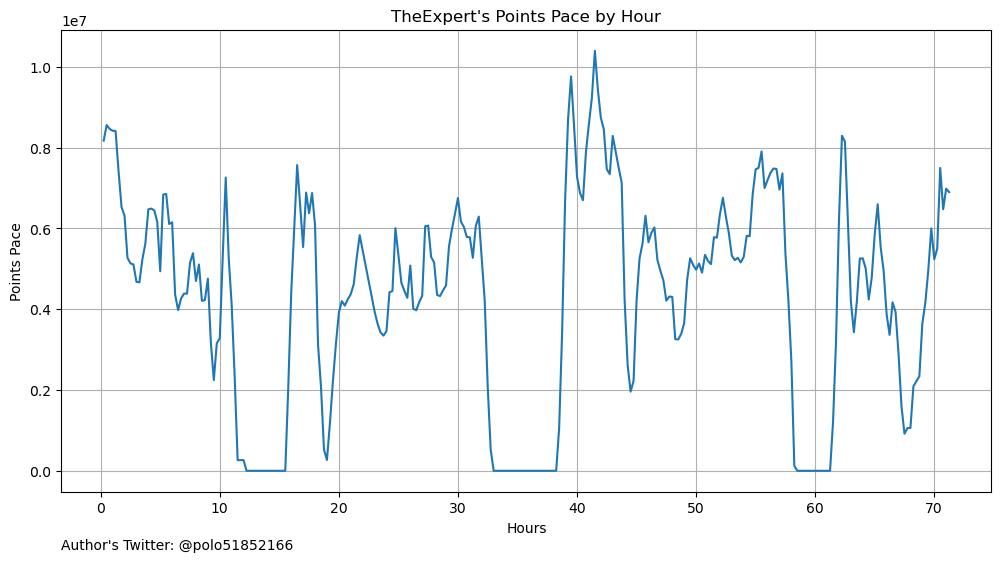 TheExpert's Points Pace by Hour
1e7
1.0
0.8
0.6
0.4
0.2
0.0
Points Pace
0 10 20 30 40 50 60 70
Hours
Author's Twitter: @polo51852166